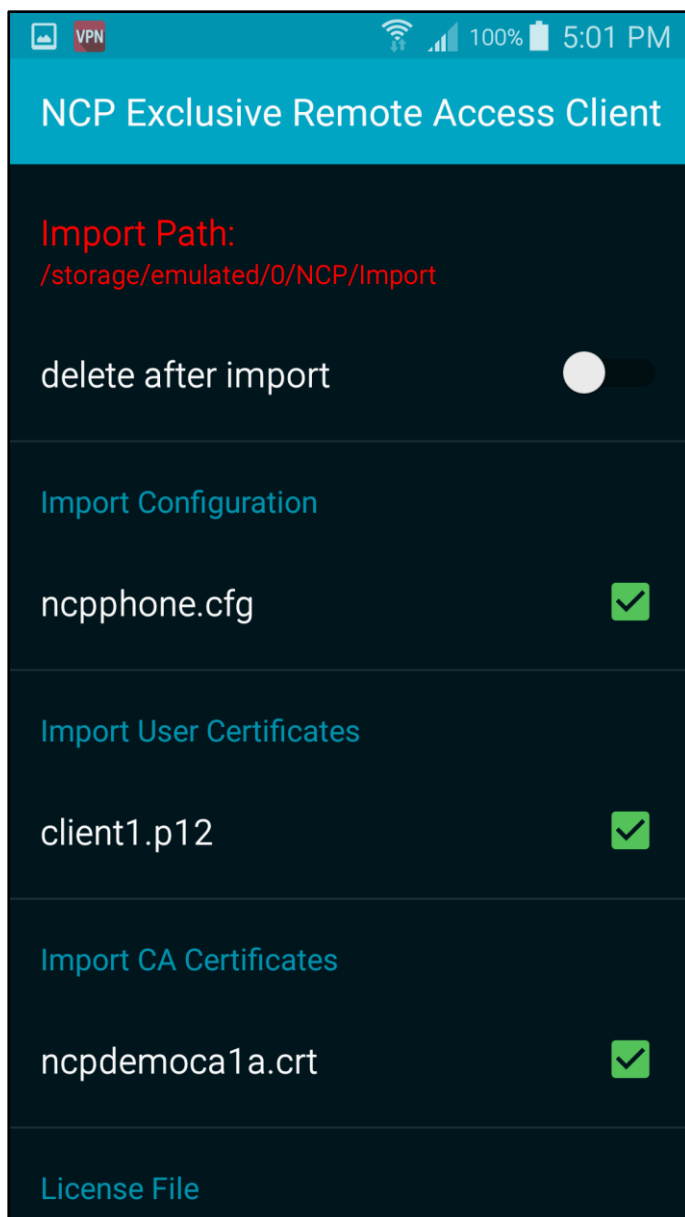 VPN 100% 5:01 PM
NCP Exclusive Remote Access Client
Import Path:
/storage/emulated/0/NCP/Import
delete after import
Import Configuration
ncpphone.cfg
Import User Certificates
client1.p12
Import CA Certificates
ncpdemoca1a.crt
License File